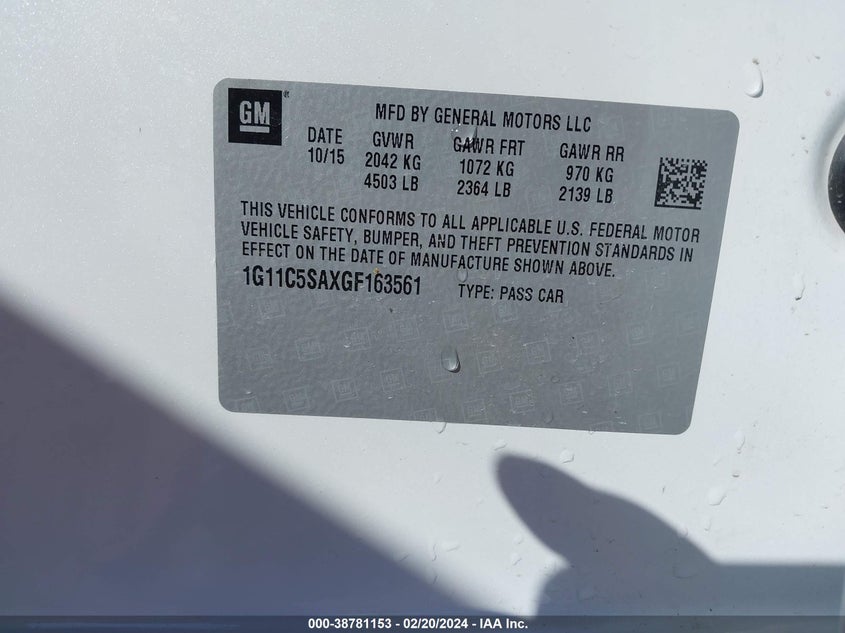 GM ®
MFD BY GENERAL MOTORS LLC
DATE GVWR GAWR FRT GAWR RR
10/15 2042 KG 1072 KG 970 KG
4503 LB 2364 LB 2139 LB
THIS VEHICLE CONFORMS TO ALL APPLICABLE U.S. FEDERAL MOTOR
VEHICLE SAFETY, BUMPER, AND THEFT PREVENTION STANDARDS IN
EFFECT ON THE DATE OF MANUFACTURE SHOWN ABOVE.
1G11C5SAXGF163561 TYPE: PASS CAR
000-38781153 - 02/20/2024 - IAA Inc.